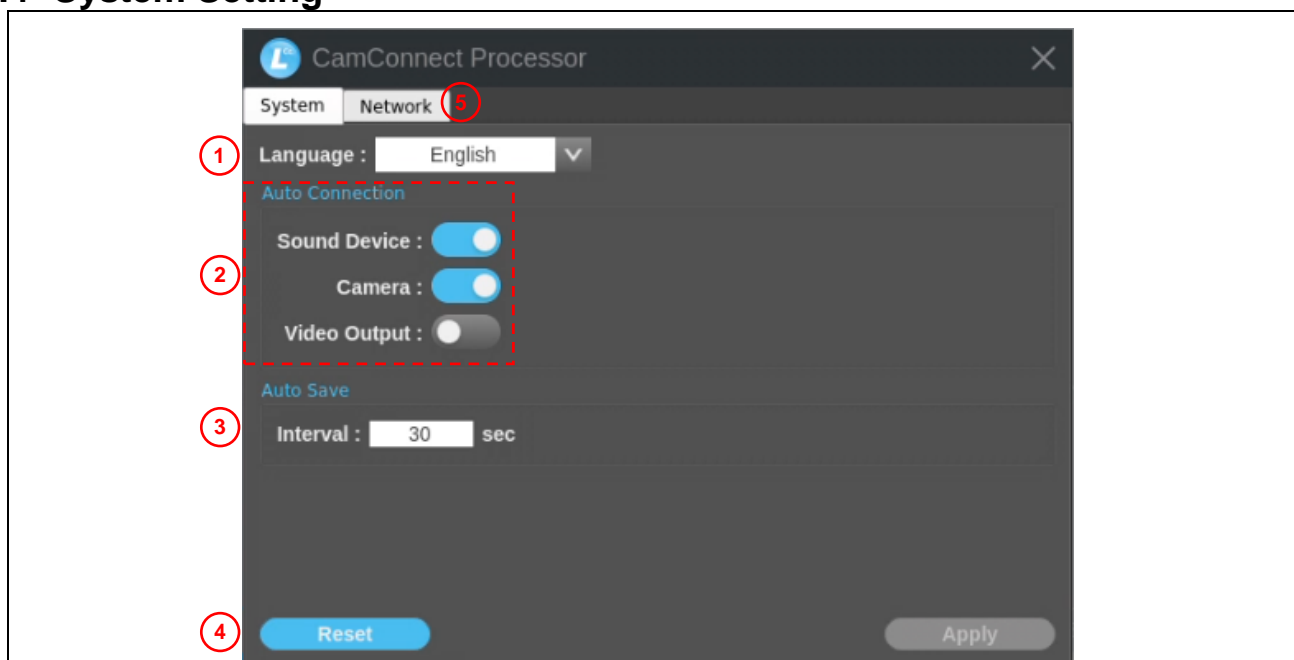 System Setting
CamConnect Processor
System Network 5
1 Language : English
Auto Connection
Sound Device :
2 Camera :
Video Output :
Auto Save
3 Interval : 30 sec
4 Reset Apply